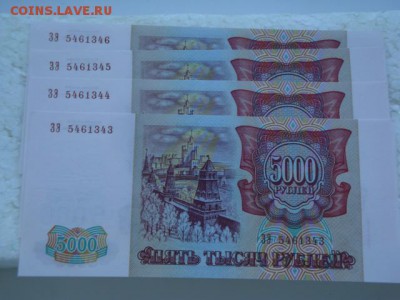 COINS.LAVE.RU
ЗЭ 5461346
ЗЭ 5461345
ЗЭ 5461344
ЗЭ 5461343
5000
РУБЛЕЙ
ЗЭ 5461343
5000
ПЯТЬ ТЫСЯЧ РУБЛЕЙ